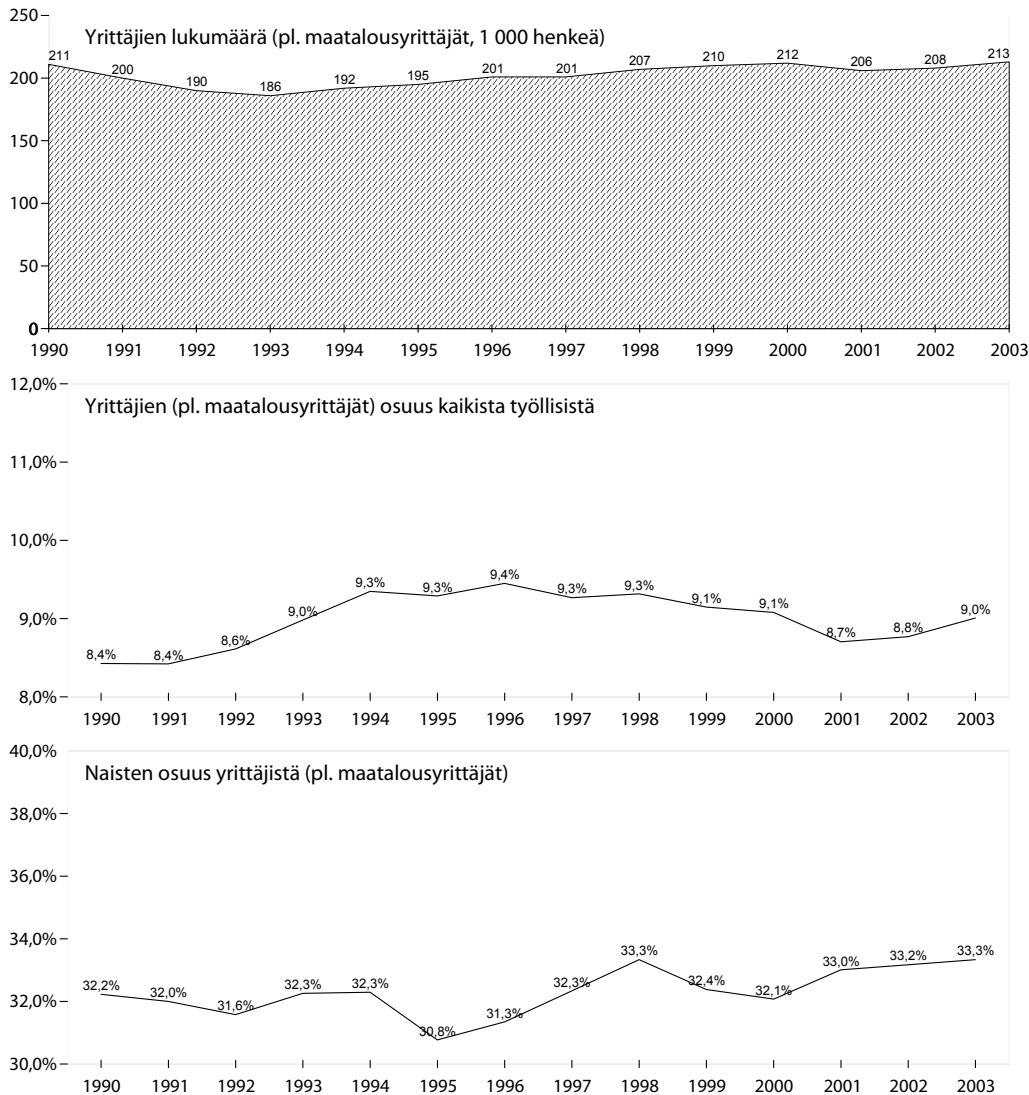 250
Yrittäjien lukumäärä (pl. maatalousyrittäjät, 1 000 henkeä)
211 200 190 186 192 195 201 201 207 210 212 206 208 213
200
150
100
50
0
1990 1991 1992 1993 1994 1995 1996 1997 1998 1999 2000 2001 2002 2003
12,0%
Yrittäjien (pl. maatalousyrittäjät) osuus kaikista työllisistä
11,0%
10,0%
8,4% 8,4% 8,6% 9,0% 9,3% 9,3% 9,4% 9,3% 9,3% 9,1% 9,1% 8,7% 8,8% 9,0%
9,0%
8,0%
1990 1991 1992 1993 1994 1995 1996 1997 1998 1999 2000 2001 2002 2003
40,0%
Naisten osuus yrittäjistä (pl. maatalousyrittäjät)
38,0%
36,0%
34,0%
32,2% 32,0% 31,6% 32,3% 32,3% 30,8% 31,3% 32,3% 33,3% 32,4% 32,1% 33,0% 33,2% 33,3%
32,0%
30,0%
1990 1991 1992 1993 1994 1995 1996 1997 1998 1999 2000 2001 2002 2003